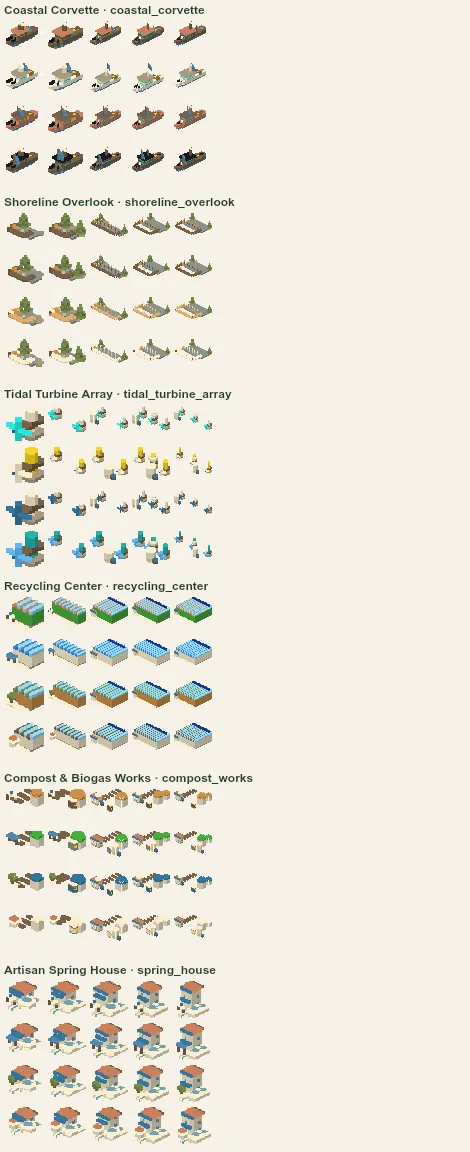 Coastal Corvette · coastal_corvette
Shoreline Overlook · shoreline_overlook
Tidal Turbine Array · tidal_turbine_array
Recycling Center · recycling_center
Compost & Biogas Works · compost_works
Artisan Spring House · spring_house